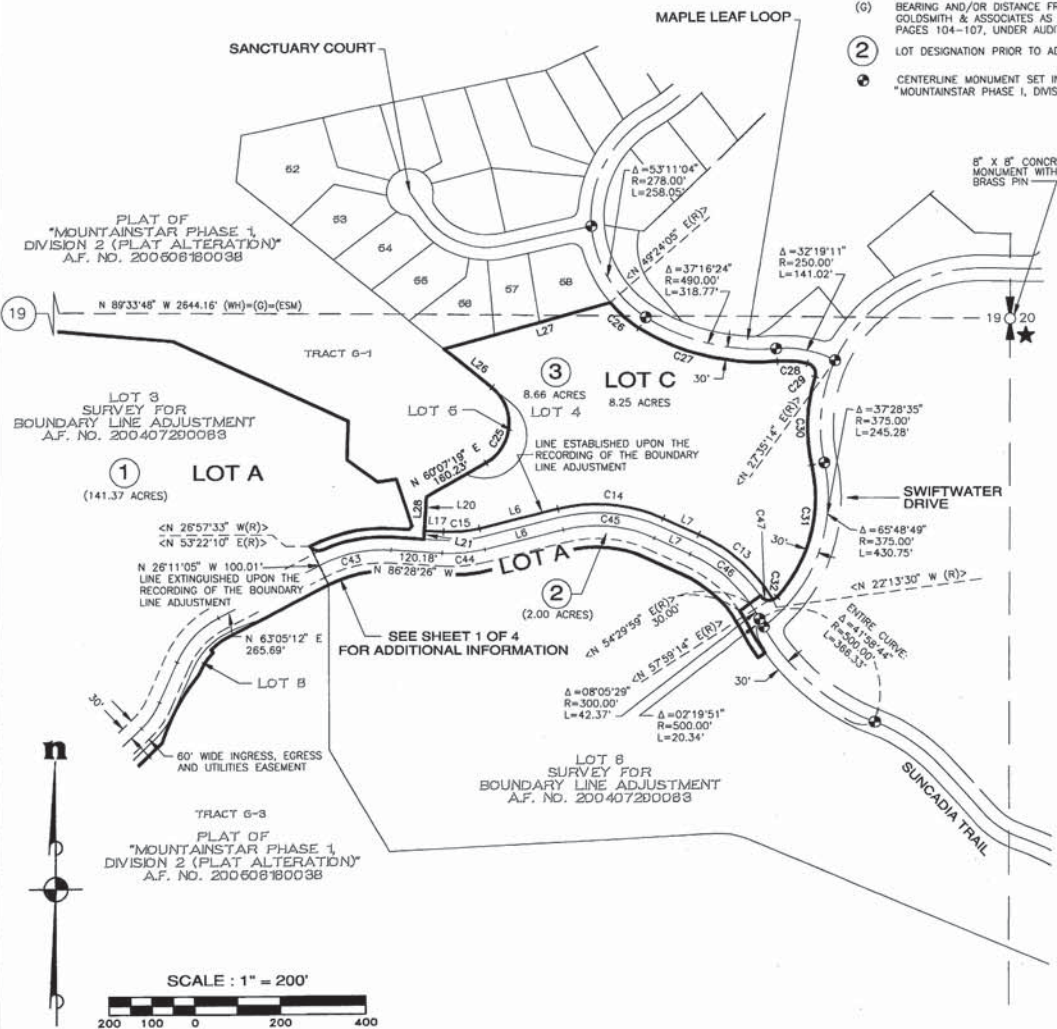 (G) BEARING AND/OR DISTANCE FR
GOLDSMITH & ASSOCIATES AS
PAGES 104-107, UNDER AUDI
2 LOT DESIGNATION PRIOR TO AD
CENTERLINE MONUMENT SET IN
"MOUNTAINSTAR PHASE I, DIVIS
MAPLE LEAF LOOP
SANCTUARY COURT
8" X 8" CONCR
MONUMENT WITH
BRASS PIN
62
63
64
65
66
67
68
Δ=53°11'04"
R=278.00'
L=258.05'
PLAT OF
"MOUNTAINSTAR PHASE 1,
DIVISION 2 (PLAT ALTERATION)"
A.F. NO. 200606160038
<N 49°24'05" E(R)>
Δ=37°16'24"
R=490.00'
L=318.77'
Δ=32°19'11"
R=250.00'
L=141.02'
19
N 89°33'48" W 2644.16' (WH)=(G)=(ESM)
19 20
L27
C26
C27
C28
C29
30'
TRACT G-1
L26
3
8.66 ACRES
LOT C
8.25 ACRES
LOT 3
SURVEY FOR
BOUNDARY LINE ADJUSTMENT
A.F. NO. 200407200063
LOT 5
LOT 4
C25
C30
<N 27°35'14" E(R)>
Δ=37°28'35"
R=375.00'
L=245.28'
N 60°07'19" E
160.23'
LINE ESTABLISHED UPON THE
RECORDING OF THE BOUNDARY
LINE ADJUSTMENT
1
(141.37 ACRES)
LOT A
L28
L20
L17
C15
L6
C14
L7
C13
C47
C31
30'
SWIFTWATER
DRIVE
Δ=65°48'49"
R=375.00'
L=430.75'
<N 26°57'33" W(R)>
<N 53°22'10" E(R)>
L21
L6
C45
L7
C46
C32
N 26°11'05" W 100.01'
LINE EXTINGUISHED UPON THE
RECORDING OF THE BOUNDARY
LINE ADJUSTMENT
C43
120.18'
C44
N 86°28'26" W
LOT A
2
(2.00 ACRES)
<N 22°13'30" W (R)>
<N 54°29'59" E(R)>
30.00'
<N 57°59'14" E(R)>
ENTIRE CURVE:
Δ=41°58'44"
R=500.00'
L=366.33'
N 63°05'12" E
265.69'
SEE SHEET 1 OF 4
FOR ADDITIONAL INFORMATION
LOT 8
30'
30'
Δ=08°05'29"
R=300.00'
L=42.37'
Δ=02°19'51"
R=500.00'
L=20.34'
60' WIDE INGRESS, EGRESS
AND UTILITIES EASEMENT
n
LOT 6
SURVEY FOR
BOUNDARY LINE ADJUSTMENT
A.F. NO. 200407200063
SUNCADIA TRAIL
TRACT G-3
PLAT OF
"MOUNTAINSTAR PHASE 1,
DIVISION 2 (PLAT ALTERATION)"
A.F. NO. 200606160038
SCALE : 1" = 200'
200 100 0 200 400